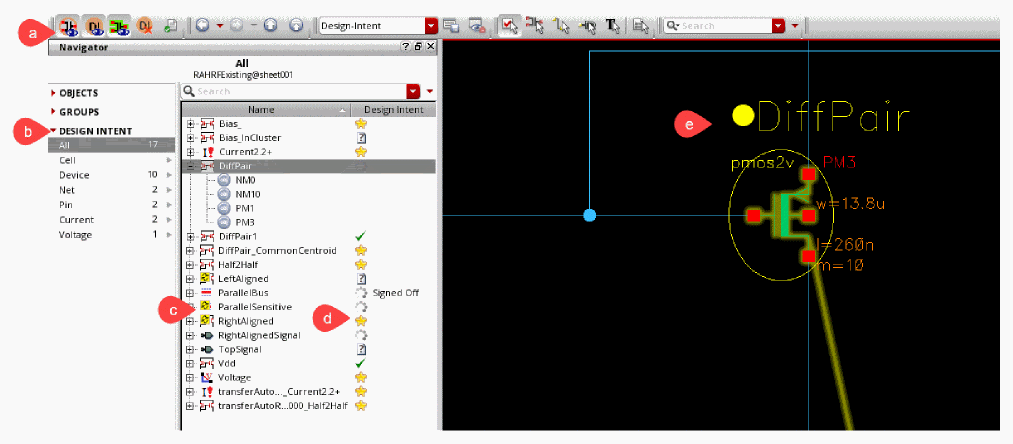 a
Design-Intent
Search
Navigator
All
RAHRFExisting@sheet001
OBJECTS
GROUPS
b
DESIGN INTENT
All 17
Cell
Device 10
Net 2
Pin 2
Current 2
Voltage 1
Search
Name Design Intent
Bias_
Bias_InCluster
Current2.2+
DiffPair
NM0
NM10
PM1
PM3
DiffPair1
DiffPair_CommonCentroid
Half2Half
LeftAligned
ParallelBus Signed Off
c
ParallelSensitive
RightAligned
d
RightAlignedSignal
TopSignal
Vdd
Voltage
transferAuto..._Current2.2+
transferAutoR...000_Half2Half
e
DiffPair
pmos2v PM3
w=13.8u
l=260n
m=10